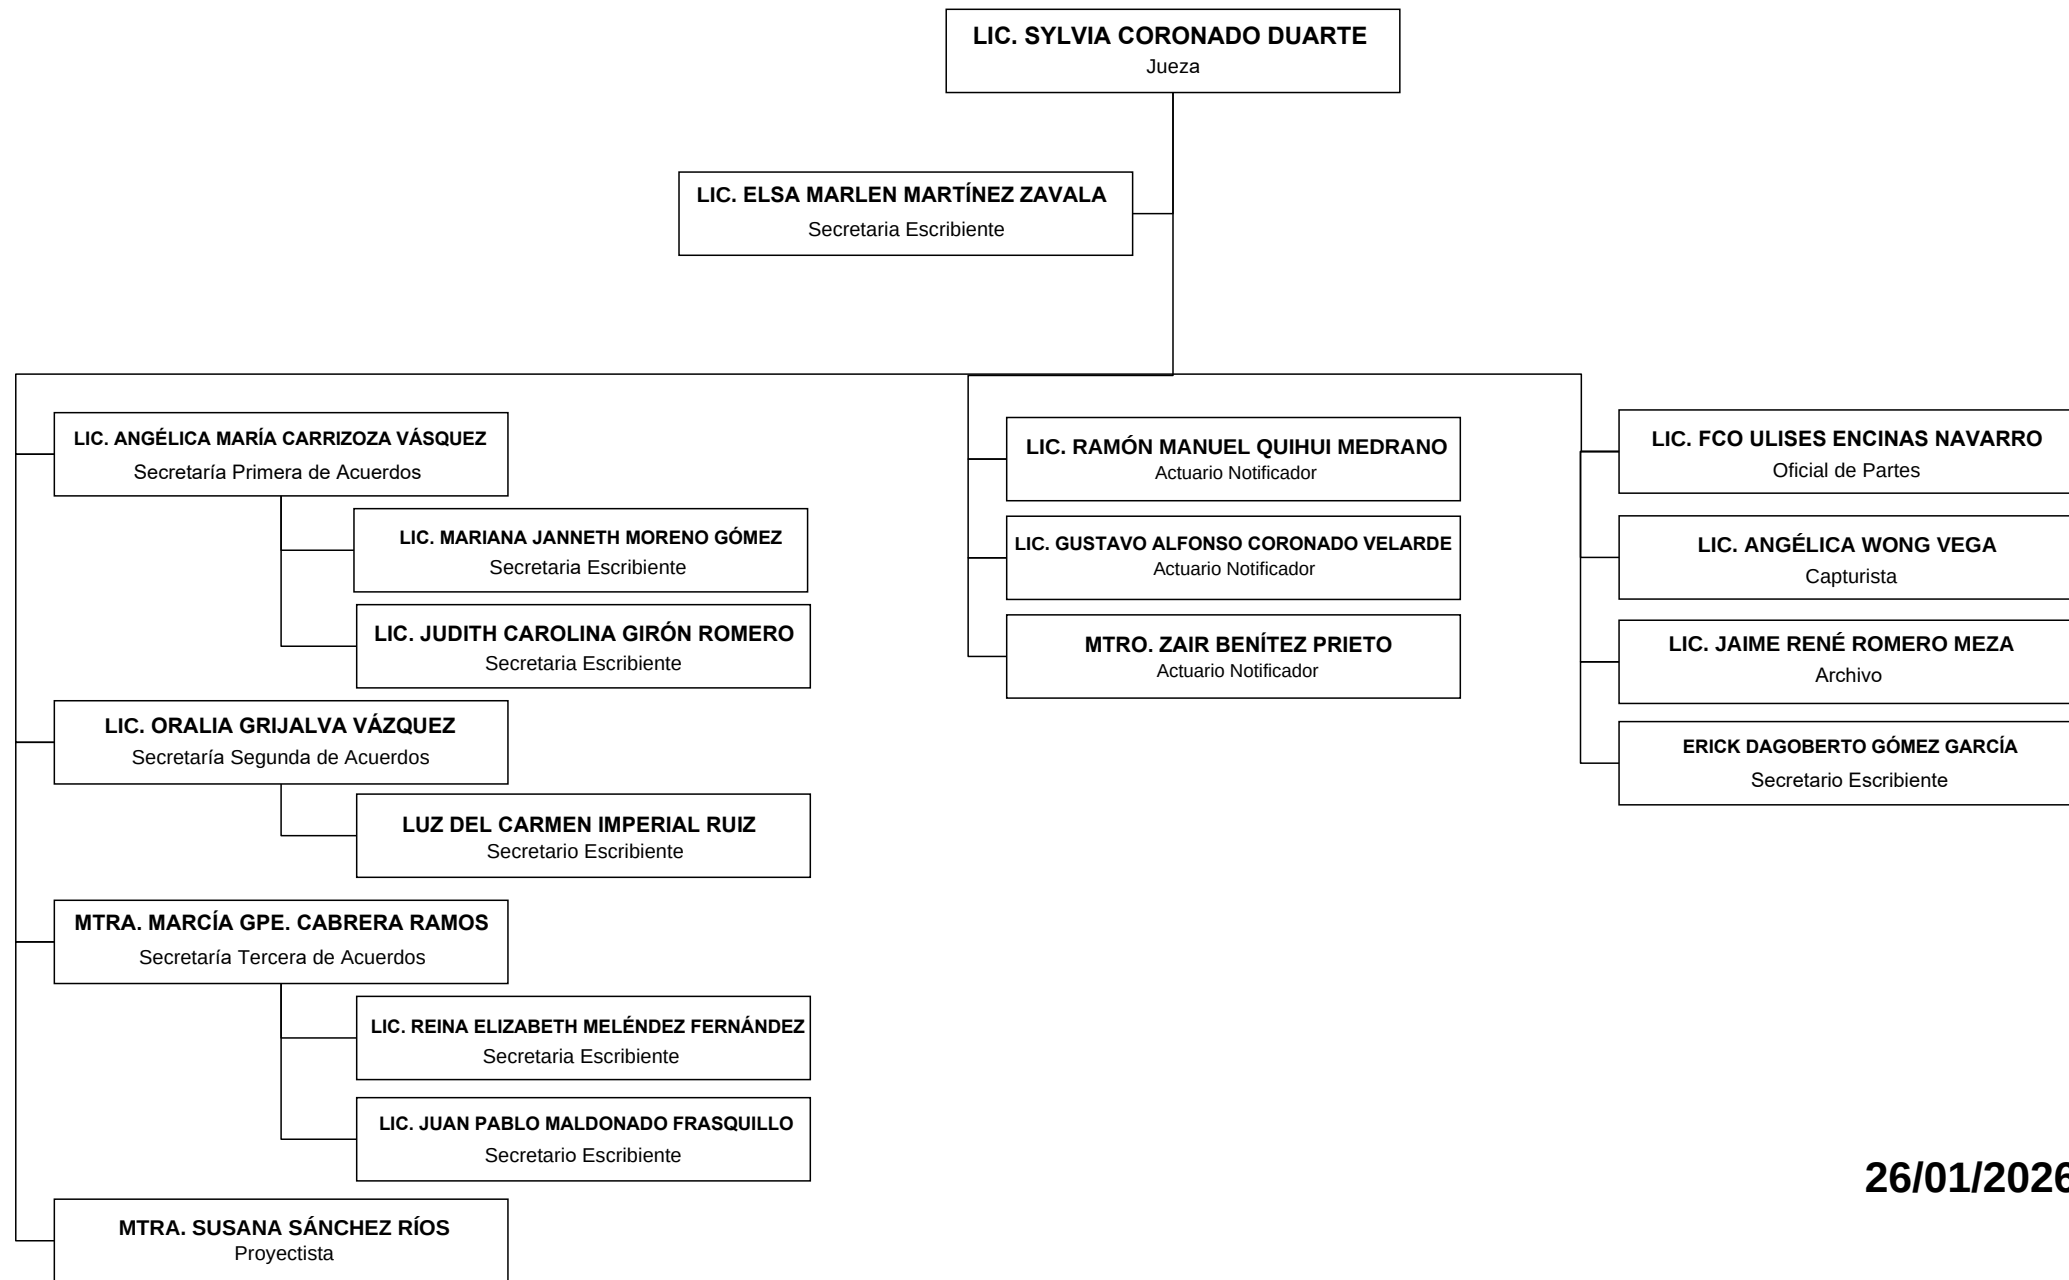 LIC. SYLVIA CORONADO DUARTE
Jueza
LIC. ELSA MARLEN MARTÍNEZ ZAVALA
Secretaria Escribiente
LIC. ANGÉLICA MARÍA CARRIZOZA VÁSQUEZ
Secretaría Primera de Acuerdos
LIC. MARIANA JANNETH MORENO GÓMEZ
Secretaria Escribiente
LIC. JUDITH CAROLINA GIRÓN ROMERO
Secretaria Escribiente
LIC. ORALIA GRIJALVA VÁZQUEZ
Secretaría Segunda de Acuerdos
LUZ DEL CARMEN IMPERIAL RUIZ
Secretario Escribiente
MTRA. MARCÍA GPE. CABRERA RAMOS
Secretaría Tercera de Acuerdos
LIC. REINA ELIZABETH MELÉNDEZ FERNÁNDEZ
Secretaria Escribiente
LIC. JUAN PABLO MALDONADO FRASQUILLO
Secretario Escribiente
MTRA. SUSANA SÁNCHEZ RÍOS
Proyectista
LIC. RAMÓN MANUEL QUIHUI MEDRANO
Actuario Notificador
LIC. GUSTAVO ALFONSO CORONADO VELARDE
Actuario Notificador
MTRO. ZAIR BENÍTEZ PRIETO
Actuario Notificador
LIC. FCO ULISES ENCINAS NAVARRO
Oficial de Partes
LIC. ANGÉLICA WONG VEGA
Capturista
LIC. JAIME RENÉ ROMERO MEZA
Archivo
ERICK DAGOBERTO GÓMEZ GARCÍA
Secretario Escribiente
26/01/2026